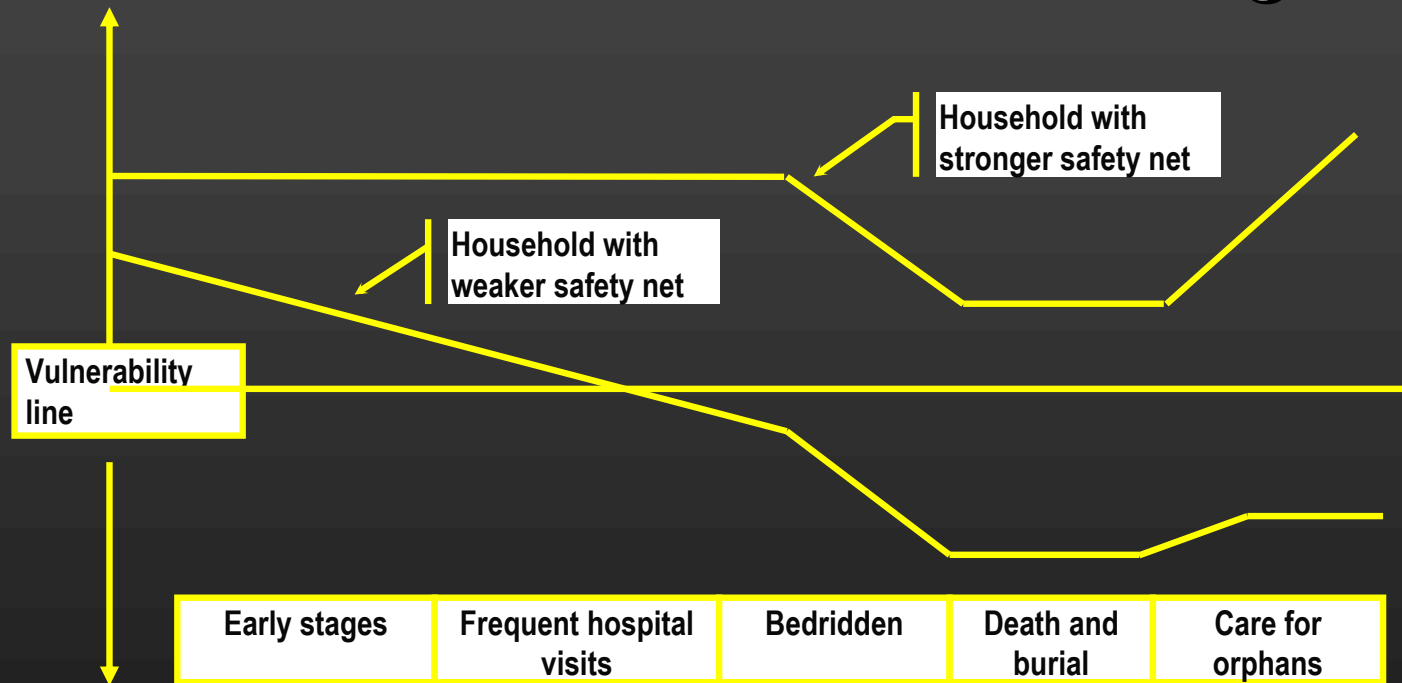 Household with
stronger safety net
Household with
weaker safety net
Vulnerability
line
Early stages
Frequent hospital
visits
Bedridden
Death and
burial
Care for
orphans